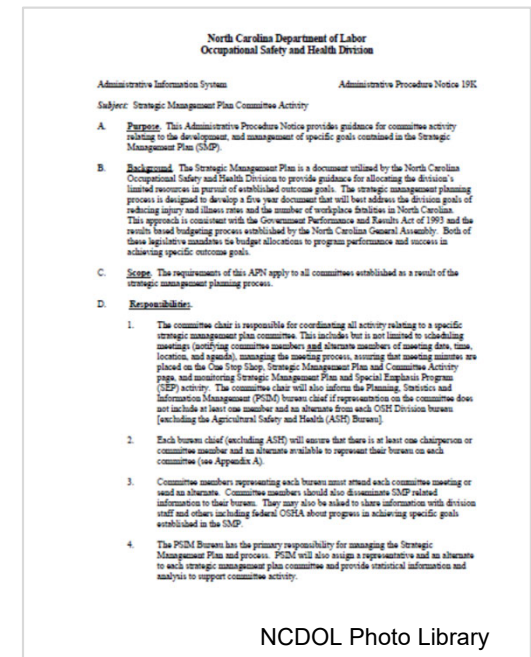 North Carolina Department of Labor
Occupational Safety and Health Division
Administrative Information System Administrative Procedure Notice 19K
Subject: Strategic Management Plan Committee Activity
A. Purpose. This Administrative Procedure Notice provides guidance for committee activity
relating to the development, and management of specific goals contained in the Strategic
Management Plan (SMP).
B. Background. The Strategic Management Plan is a document utilized by the North Carolina
Occupational Safety and Health Division to provide guidance for allocating the division's
limited resources in pursuit of established outcome goals. The strategic management planning
process is designed to develop a five year document that will best address the division goals of
reducing injury and illness rates and the number of workplace fatalities in North Carolina.
This approach is consistent with the Government Performance and Results Act of 1993 and the
results based budgeting process established by the North Carolina General Assembly. Both of
these legislative mandates tie budget allocations to program performance and success in
achieving specific outcome goals.
C. Scope. The requirements of this APN apply to all committees established as a result of the
strategic management planning process.
D. Responsibilities.
1. The committee chair is responsible for coordinating all activity relating to a specific
strategic management plan committee. This includes but is not limited to scheduling
meetings (notifying committee members and alternate members of meeting date, time,
location, and agenda), managing the meeting process, assuring that meeting minutes are
placed on the One Stop Shop, Strategic Management Plan and Committee Activity
page, and monitoring Strategic Management Plan and Special Emphasis Program
(SEP) activity. The committee chair will also inform the Planning, Statistics and
Information Management (PSIM) bureau chief if representation on the committee does
not include at least one member and an alternate from each OSH Division bureau
[excluding the Agricultural Safety and Health (ASH) Bureau].
2. Each bureau chief (excluding ASH) will ensure that there is at least one chairperson or
committee member and an alternate available to represent their bureau on each
committee (see Appendix A).
3. Committee members representing each bureau must attend each committee meeting or
send an alternate. Committee members should also disseminate SMP related
information to their bureau. They may also be asked to share information with division
staff and others including federal OSHA about progress in achieving specific goals
established in the SMP.
4. The PSIM Bureau has the primary responsibility for managing the Strategic
Management Plan and process. PSIM will also assign a representative and an alternate
to each strategic management plan committee and provide statistical information and
analysis to support committee activity.
NCDOL Photo Library